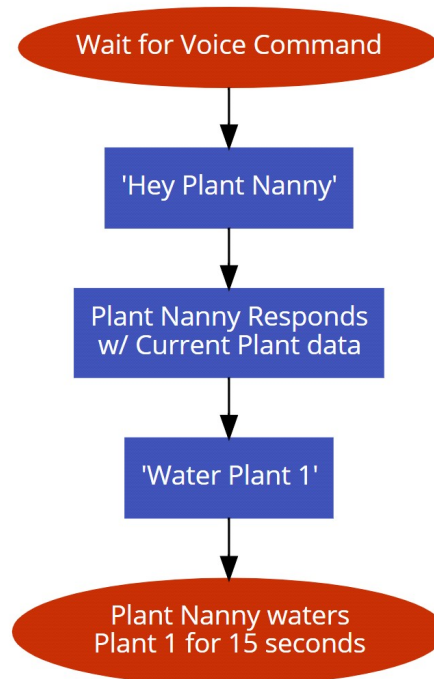 Wait for Voice Command
'Hey Plant Nanny'
Plant Nanny Responds
w/ Current Plant data
'Water Plant 1'
Plant Nanny waters
Plant 1 for 15 seconds